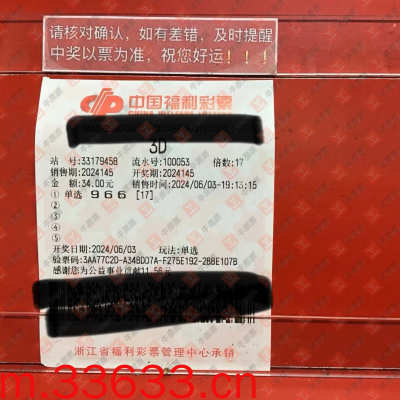 请核对确认，如有差错，及时提醒
中奖以票为准，祝您好运！！！
中国福利彩票
CHINA WELFARE LOTTERY
3D
站 号:33179458 流水号:100053 倍数:17
销售期:2024145 开奖期:2024145
金 额:34.00元 销售时间:2024/06/03-19:13:15
① 单选 966 [17]
②
③
④
⑤
开奖日期:2024/06/03 玩法:单选
验票码:3AA77C2D-A348D07A-F275E192-2B8E107B
感谢您为公益事业贡献11.56元
浙江省福利彩票管理中心承销
m.33633.cn